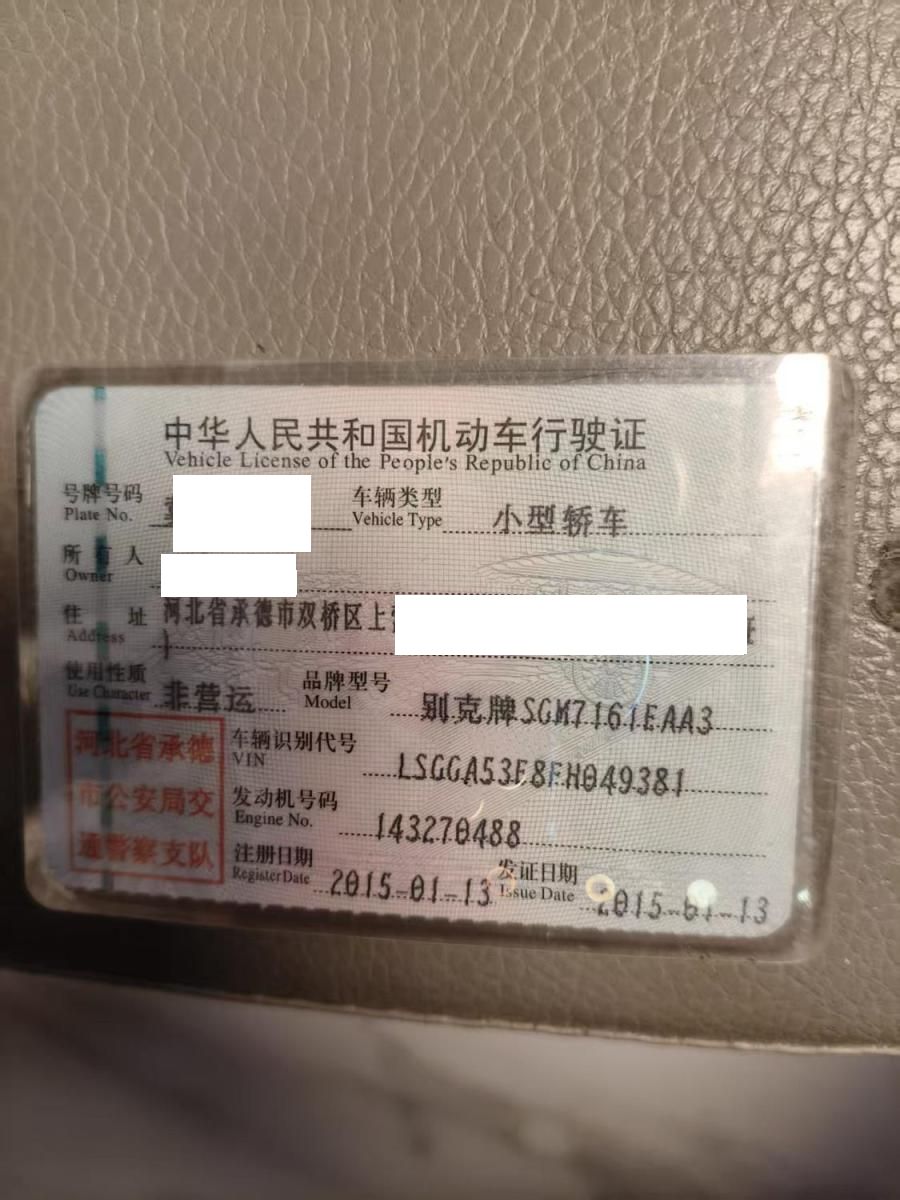 中华人民共和国机动车行驶证
Vehicle License of the People's Republic of China
号牌号码 车辆类型 小型轿车
Plate No. Vehicle Type
所有人
Owner
住址 河北省承德市双桥区上
Address
使用性质 非营运 品牌型号 别克牌SGM7161EAA3
Use Character Model
河北省承德
市公安局交
通警察支队
车辆识别代号 LSGGA53E8FH049381
VIN
发动机号码 143270488
Engine No.
注册日期 2015-01-13 发证日期 2015-01-13
Register Date Issue Date